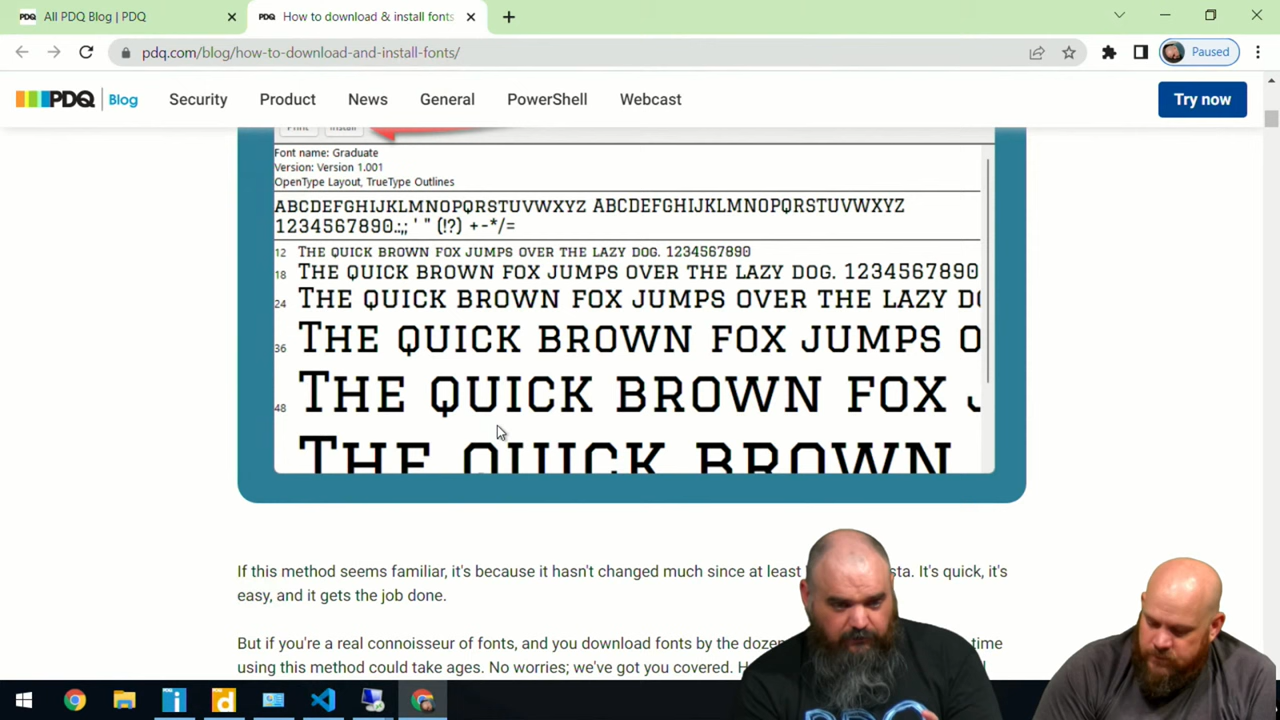 All PDQ Blog | PDQ
How to download & install fonts
pdq.com/blog/how-to-download-and-install-fonts/
Paused
PDQ | Blog
Security
Product
News
General
PowerShell
Webcast
Try now
Print
Install
Font name: Graduate
Version: Version 1.001
OpenType Layout, TrueType Outlines
ABCDEFGHIJKLMNOPQRSTUVWXYZ ABCDEFGHIJKLMNOPQRSTUVWXYZ
1234567890.:,; ' " (!?) +-*/=
12 THE QUICK BROWN FOX JUMPS OVER THE LAZY DOG. 1234567890
18 THE QUICK BROWN FOX JUMPS OVER THE LAZY DOG. 1234567890
24 THE QUICK BROWN FOX JUMPS OVER THE LAZY
36 THE QUICK BROWN FOX JUMPS
48 THE QUICK BROWN FOX
THE QUICK BROWN
If this method seems familiar, it's because it hasn't changed much since at least It's quick, it's
easy, and it gets the job done.
But if you're a real connoisseur of fonts, and you download fonts by the time
using this method could take ages. No worries; we've got you covered.
PDQ